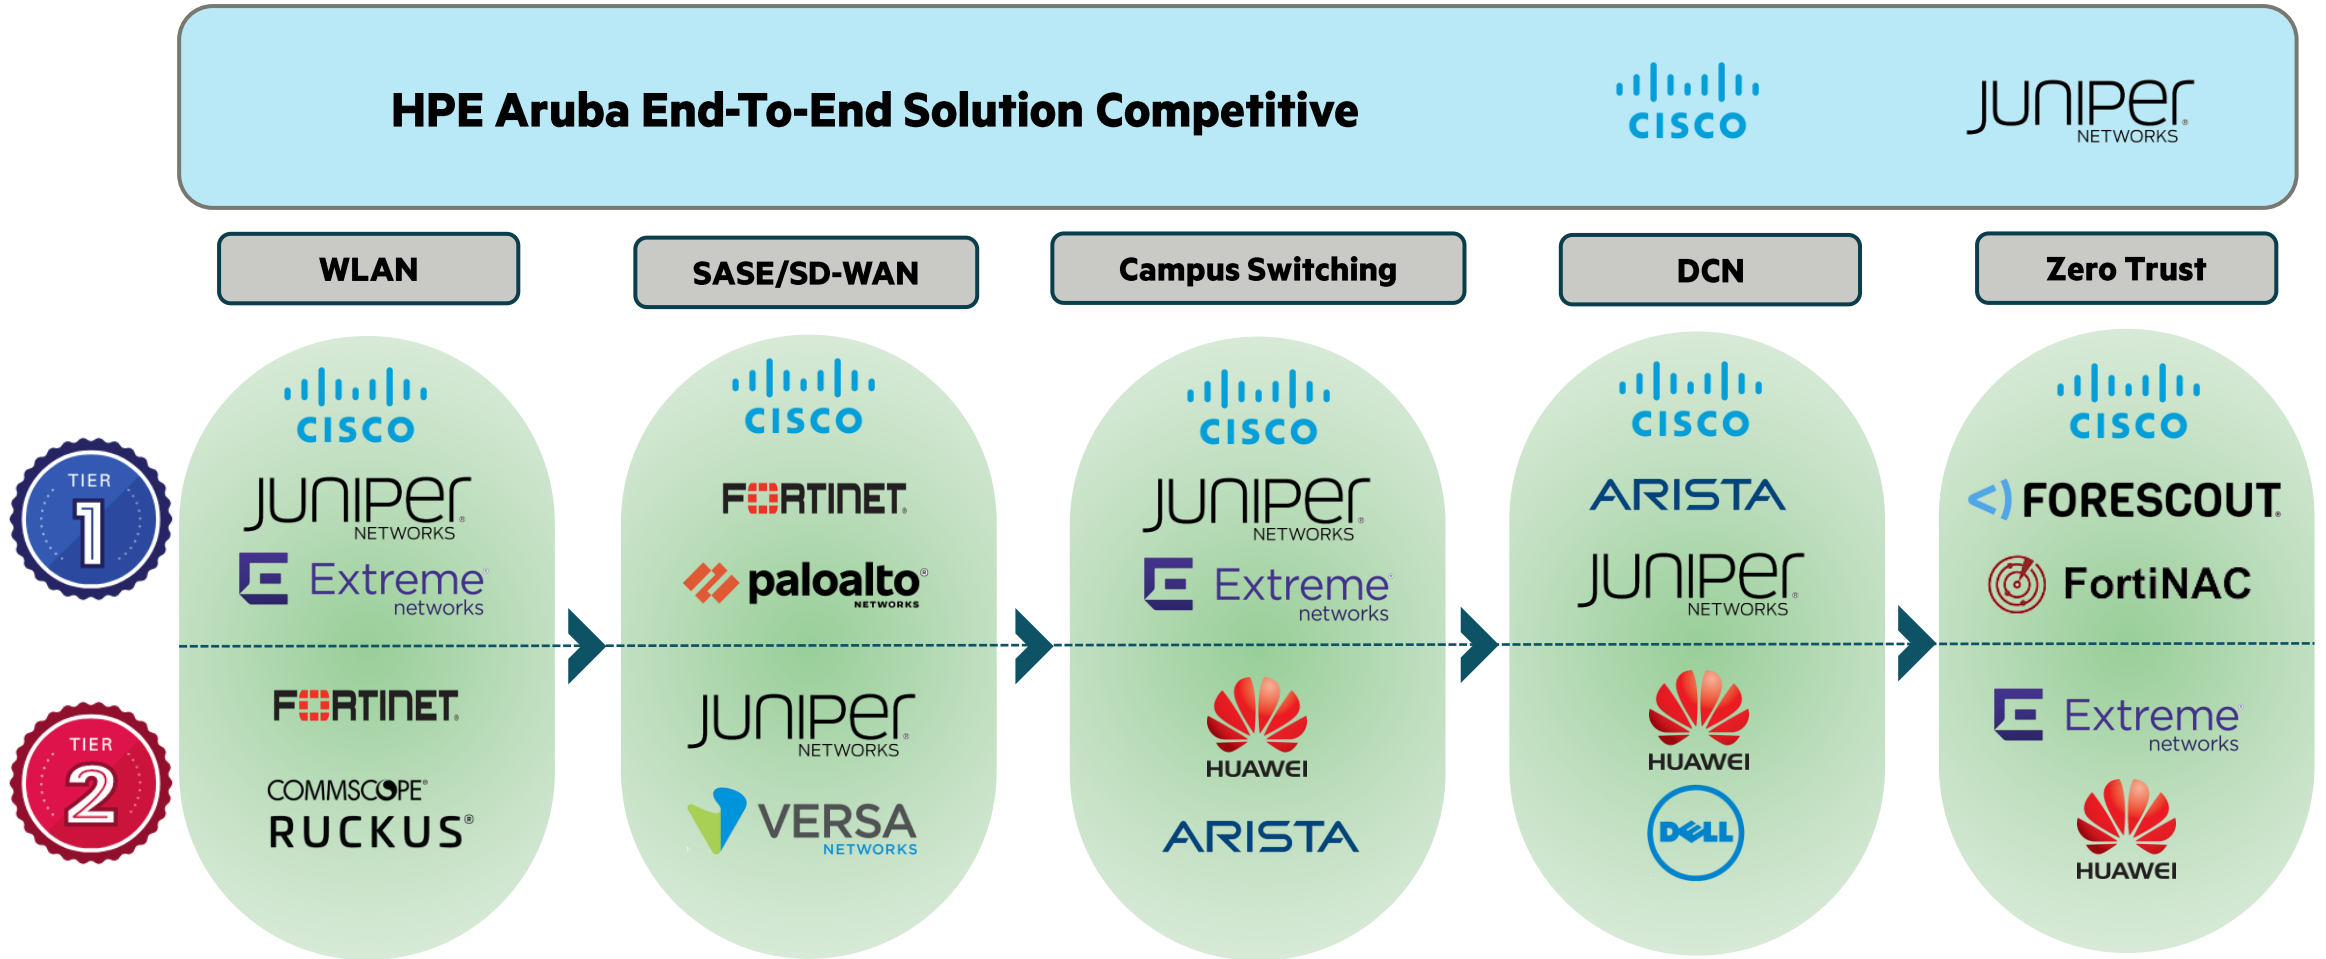 HPE Aruba End-To-End Solution Competitive
CISCO
JUNIPER
NETWORKS
WLAN
SASE/SD-WAN
Campus Switching
DCN
Zero Trust
TIER
1
CISCO
JUNIPER
NETWORKS
Extreme
networks
CISCO
FORTINET
paloalto®
NETWORKS
CISCO
JUNIPER
NETWORKS
Extreme
networks
CISCO
ARISTA
JUNIPER
NETWORKS
CISCO
<) FORESCOUT
FortiNAC
TIER
2
FORTINET
COMMSCOPE®
RUCKUS®
JUNIPER
NETWORKS
VERSA
NETWORKS
HUAWEI
ARISTA
HUAWEI
DELL
Extreme
networks
HUAWEI